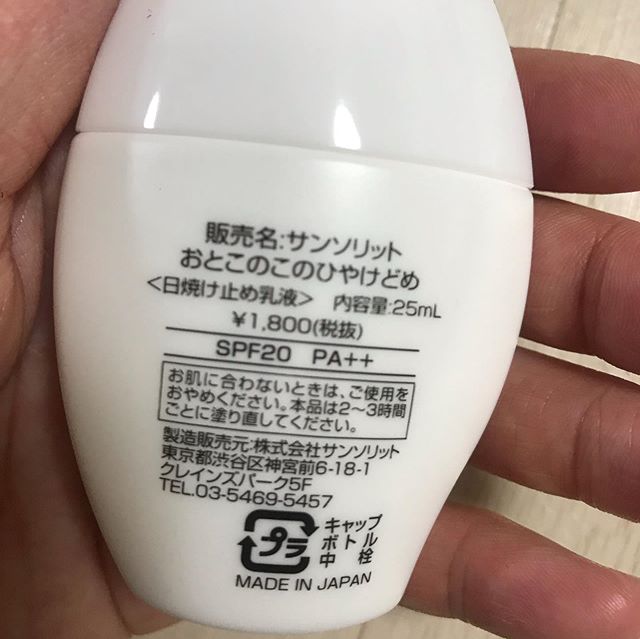 販売名:サンソリット
おとこのこのひやけどめ
<日焼け止め乳液> 内容量:25mL
¥1,800(税抜)
SPF20 PA++
お肌に合わないときは、ご使用を
おやめください。本品は2~3時間
ごとに塗り直してください。
製造販売元:株式会社サンソリット
東京都渋谷区神宮前6-18-1
クレインズパーク5F
TEL.03-5469-5457
プラ
キャップ
ボトル
中 栓
MADE IN JAPAN